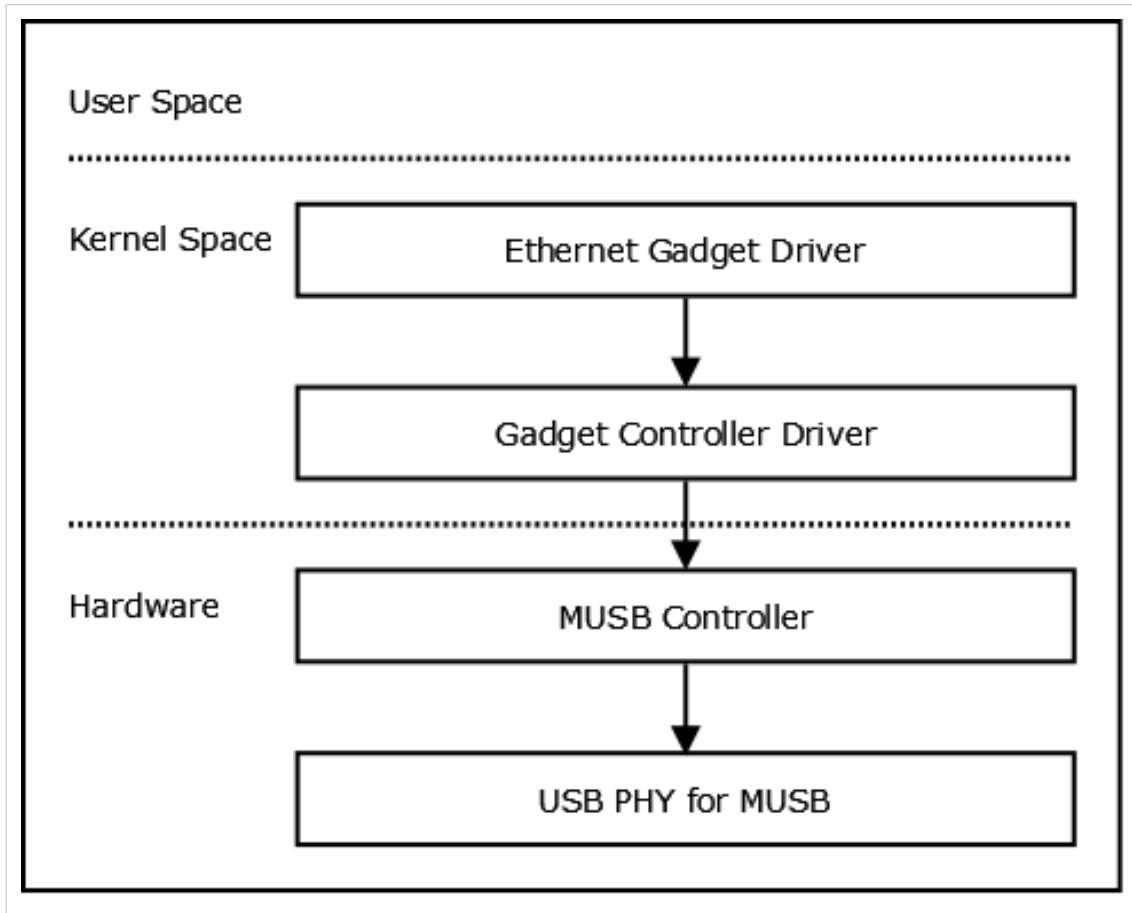 User Space
Kernel Space
Ethernet Gadget Driver
Gadget Controller Driver
Hardware
MUSB Controller
USB PHY for MUSB